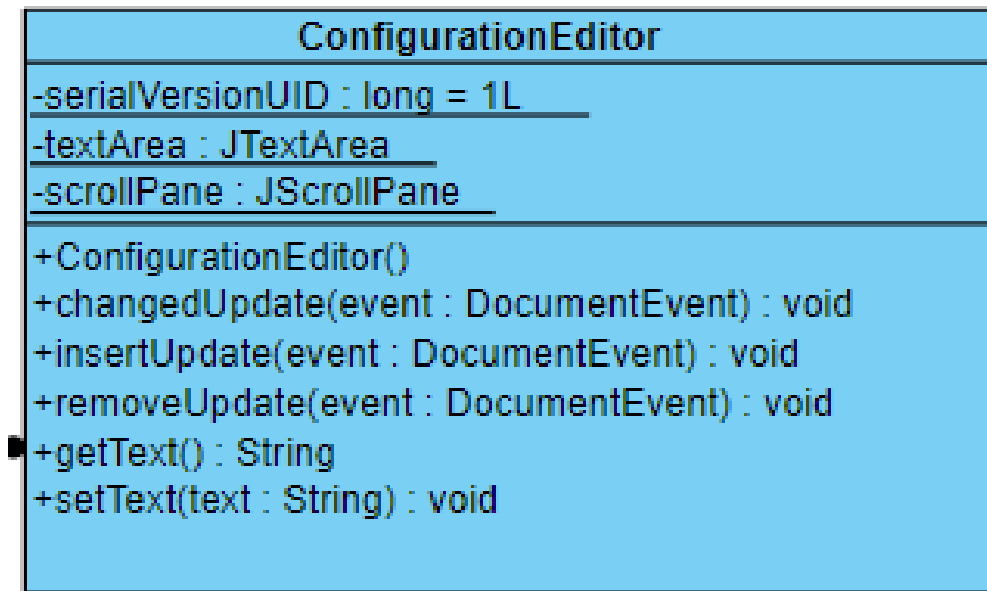 ConfigurationEditor
-serialVersionUID : long = 1L
-textArea : JTextArea
-scrollPane : JScrollPane
+ConfigurationEditor()
+changedUpdate(event : DocumentEvent) : void
+insertUpdate(event : DocumentEvent) : void
+removeUpdate(event : DocumentEvent) : void
+getText() : String
+setText(text : String) : void